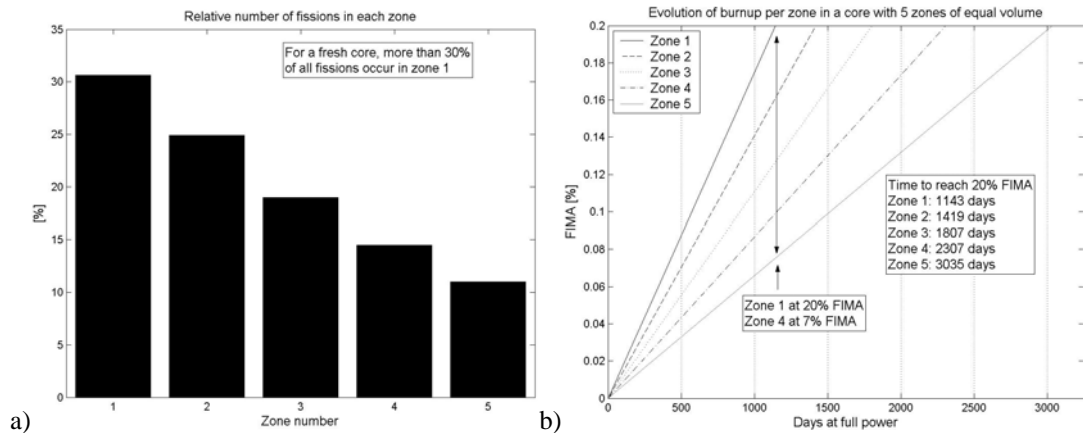 Relative number of fissions in each zone
35
30
25
20
15
10
5
0
[%]
For a fresh core, more than 30%
of all fissions occur in zone 1
1 2 3 4 5
Zone number
a)
Evolution of burnup per zone in a core with 5 zones of equal volume
0.2
0.18
0.16
0.14
0.12
0.1
0.08
0.06
0.04
0.02
0
FIMA [%]
Zone 1
Zone 2
Zone 3
Zone 4
Zone 5
Time to reach 20% FIMA
Zone 1: 1143 days
Zone 2: 1419 days
Zone 3: 1807 days
Zone 4: 2307 days
Zone 5: 3035 days
Zone 1 at 20% FIMA
Zone 4 at 7% FIMA
0 500 1000 1500 2000 2500 3000
Days at full power
b)